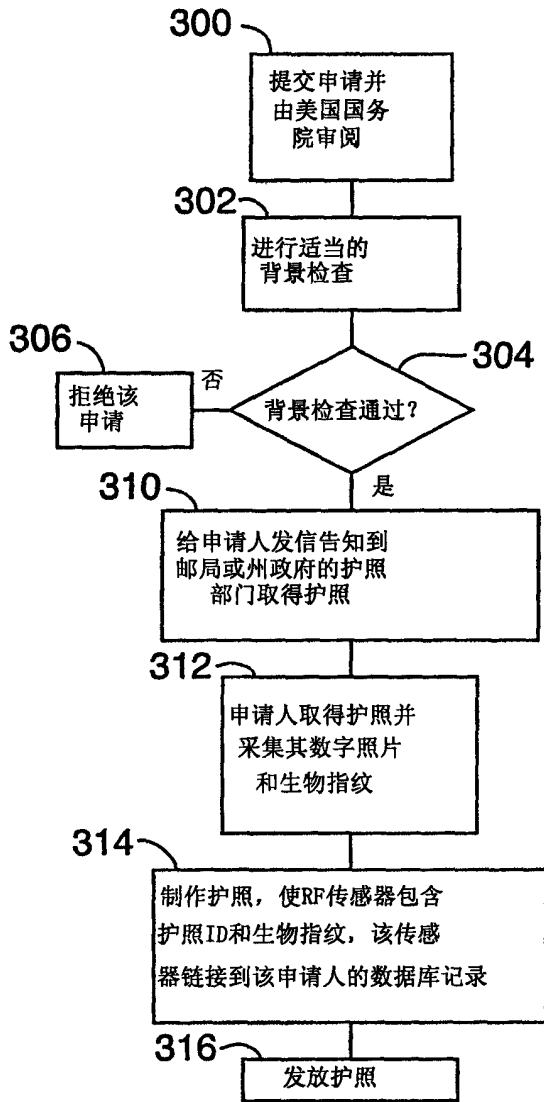 300
提交申请并
由美国国务
院审阅
302
进行适当的
背景检查
304
背景检查通过?
306
否
拒绝该
申请
是
310
给申请人发信告知到
邮局或州政府的护照
部门取得护照
312
申请人取得护照并
采集其数字照片
和生物指纹
314
制作护照，使RF传感器包含
护照ID和生物指纹，该传感
器链接到该申请人的数据库记录
316
发放护照